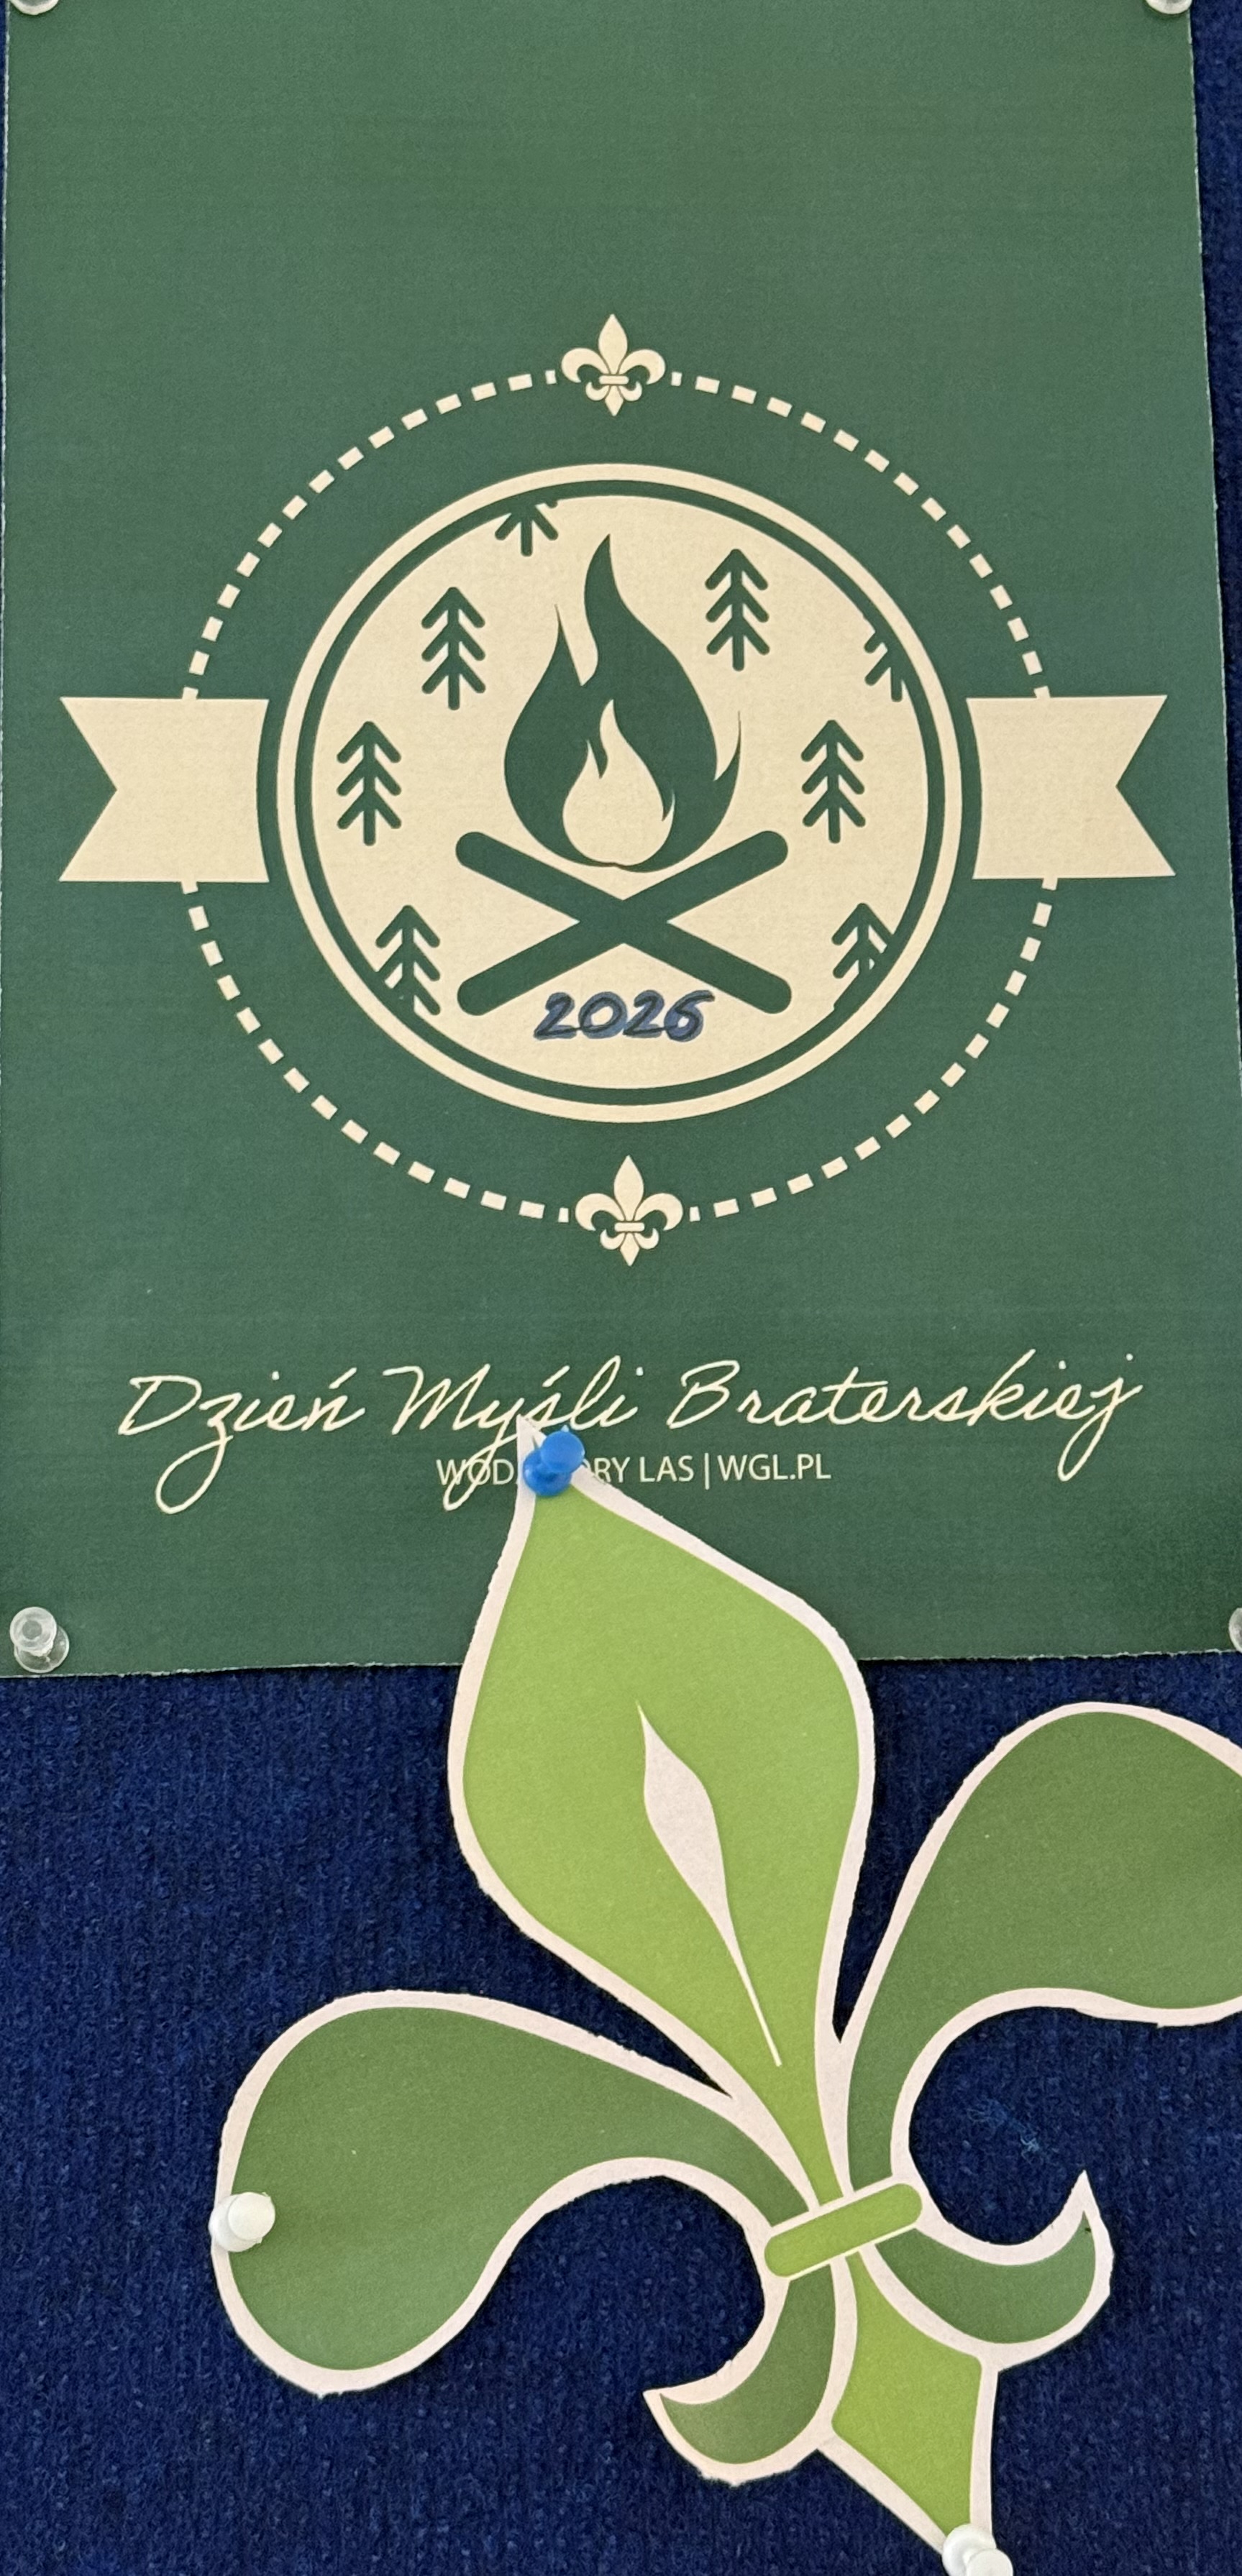 2026
Dzień Myśli Braterskiej
LAS | WGL.PL